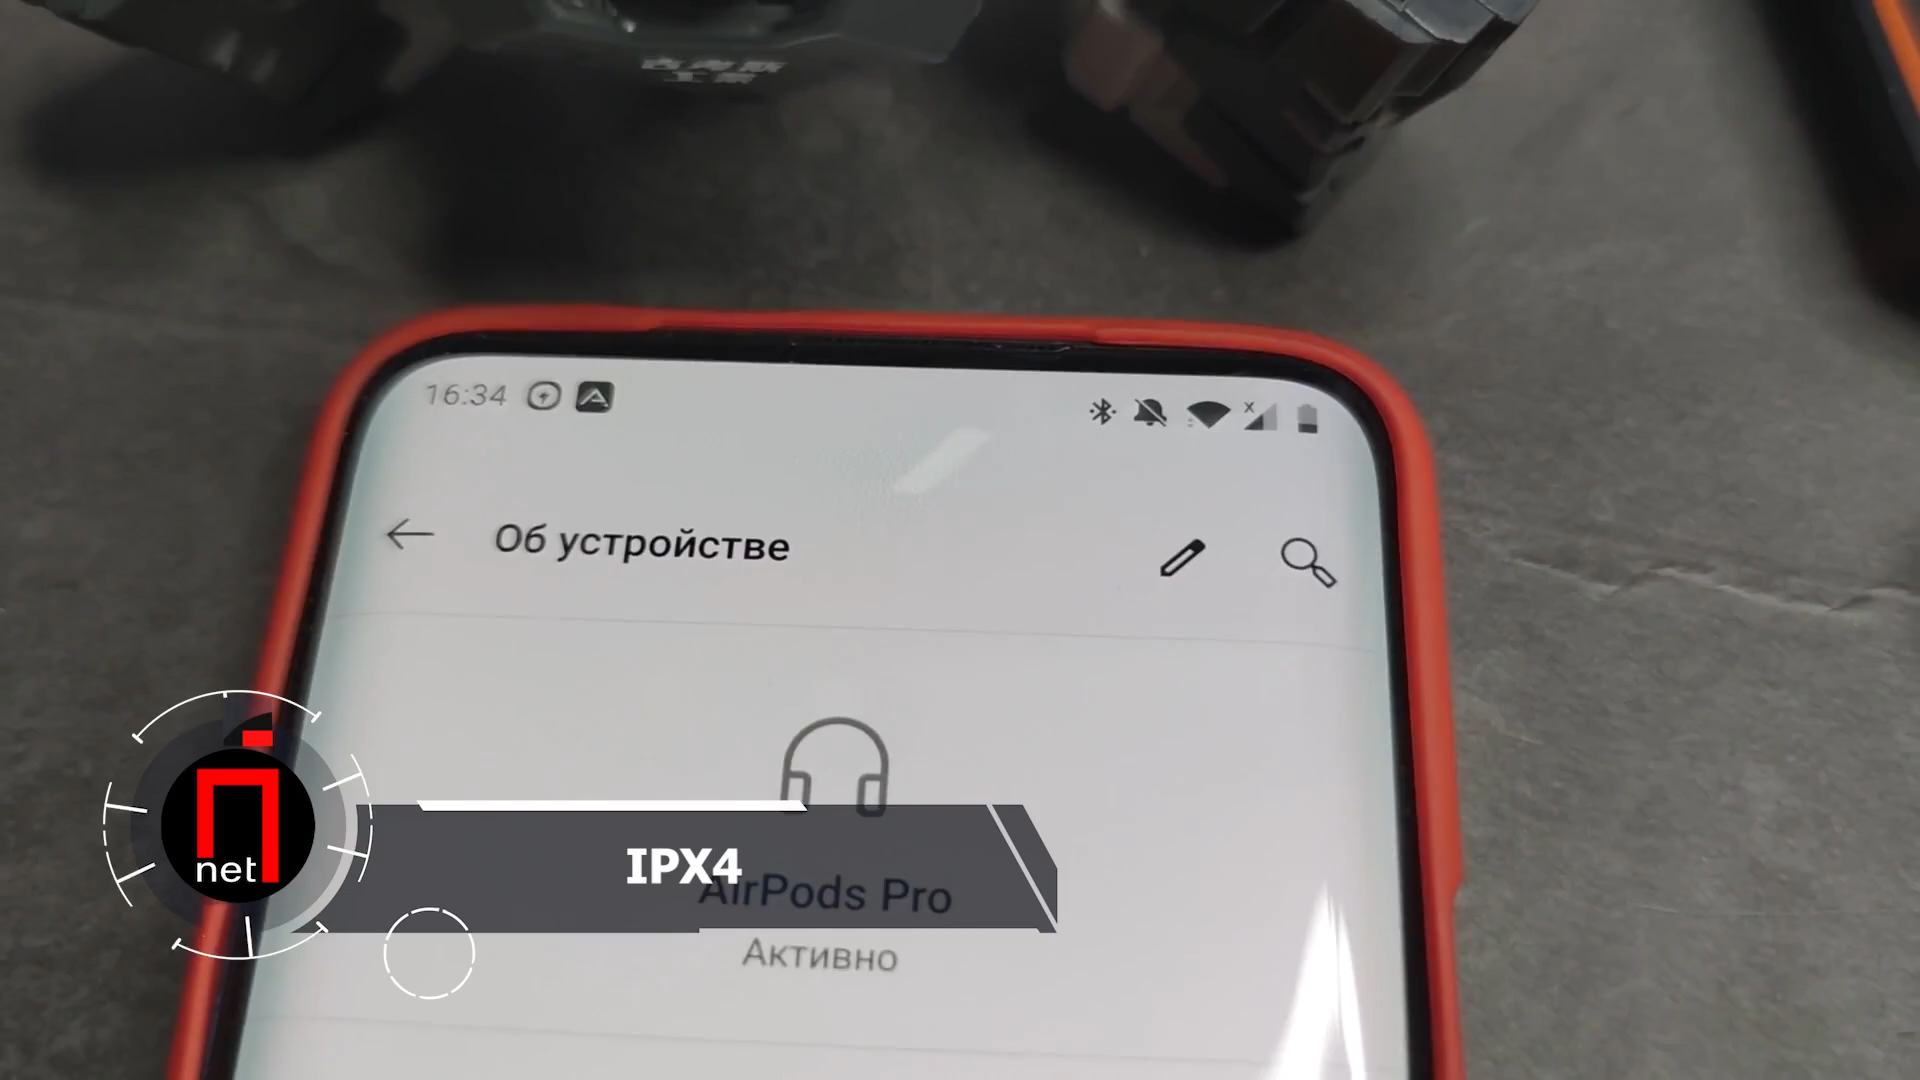 16:34
Об устройстве
П
net
IPX4
AirPods Pro
Активно